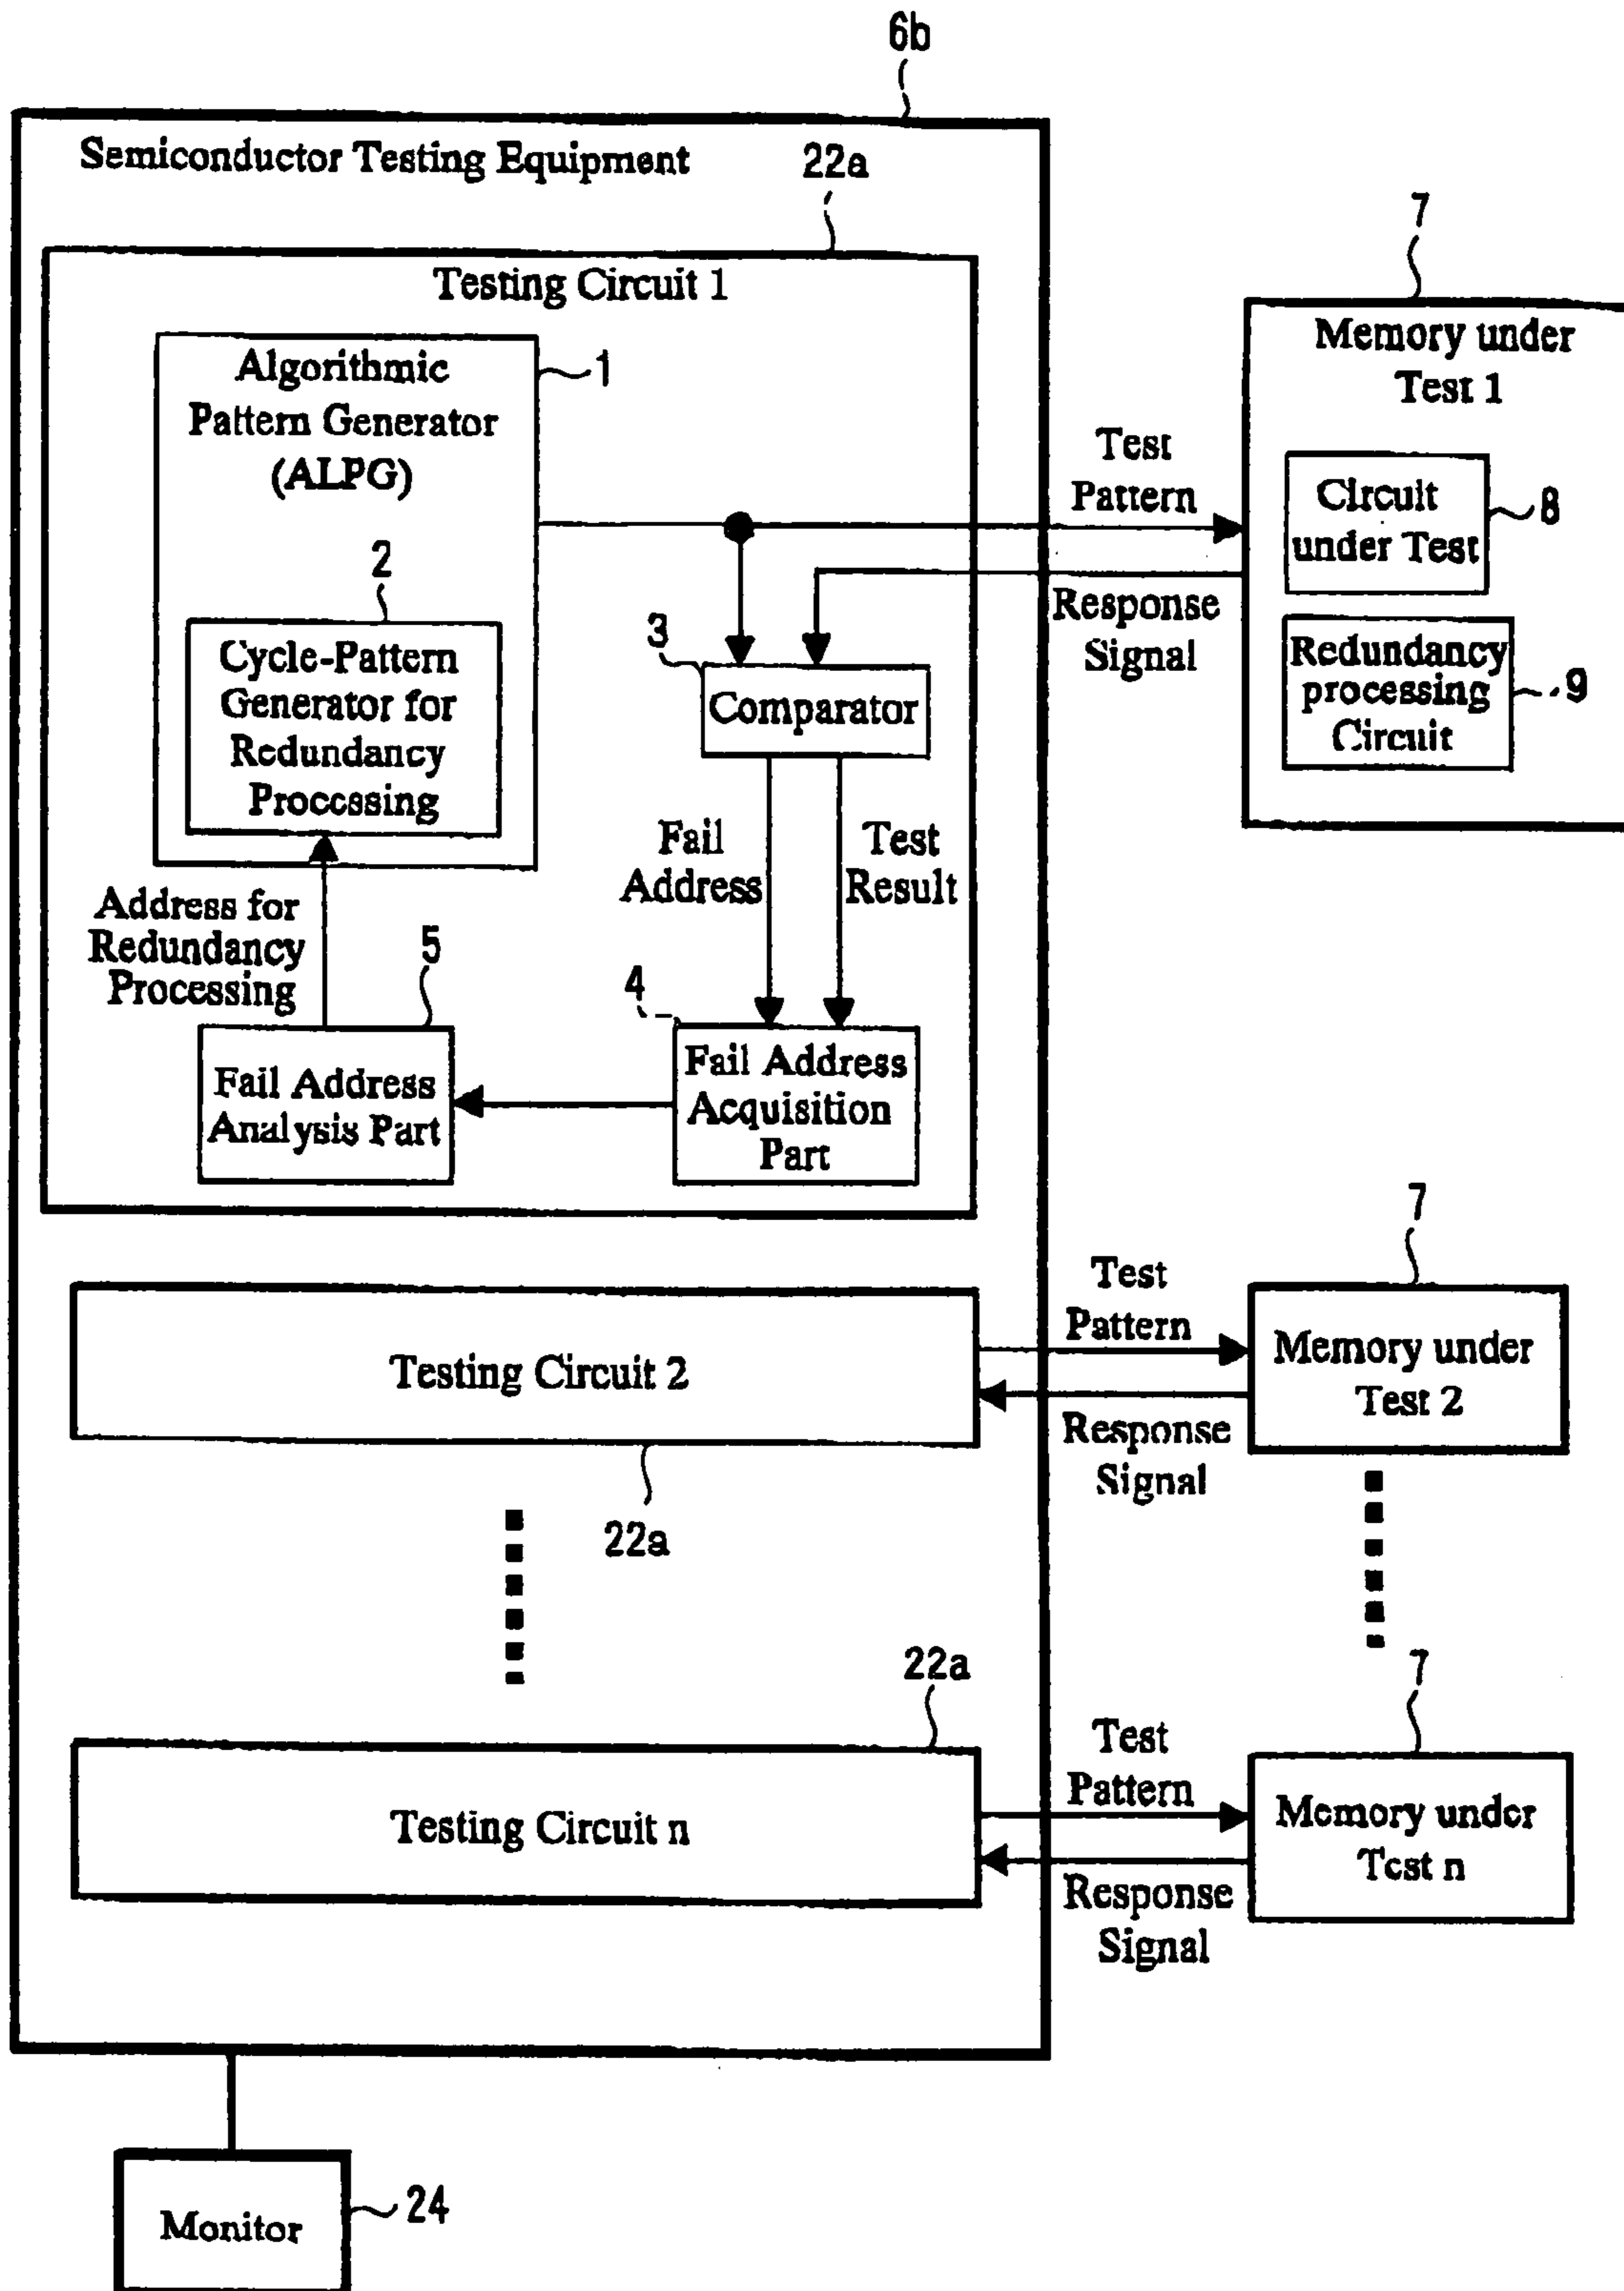 6b
Semiconductor Testing Equipment
22a
Testing Circuit 1
Algorithmic
Pattern Generator
(ALPG)
1
2
Cycle-Pattern
Generator for
Redundancy
Processing
3
Comparator
Fail
Address
Test
Result
Address for
Redundancy
Processing
5
Fail Address
Analysis Part
4
Fail Address
Acquisition
Part
Test
Pattern
Response
Signal
7
Memory under
Test 1
Circuit
under Test
8
Redundancy
processing
Circuit
9
Testing Circuit 2
22a
Test
Pattern
Response
Signal
7
Memory under
Test 2
22a
Testing Circuit n
Test
Pattern
Response
Signal
7
Memory under
Test n
Monitor
24